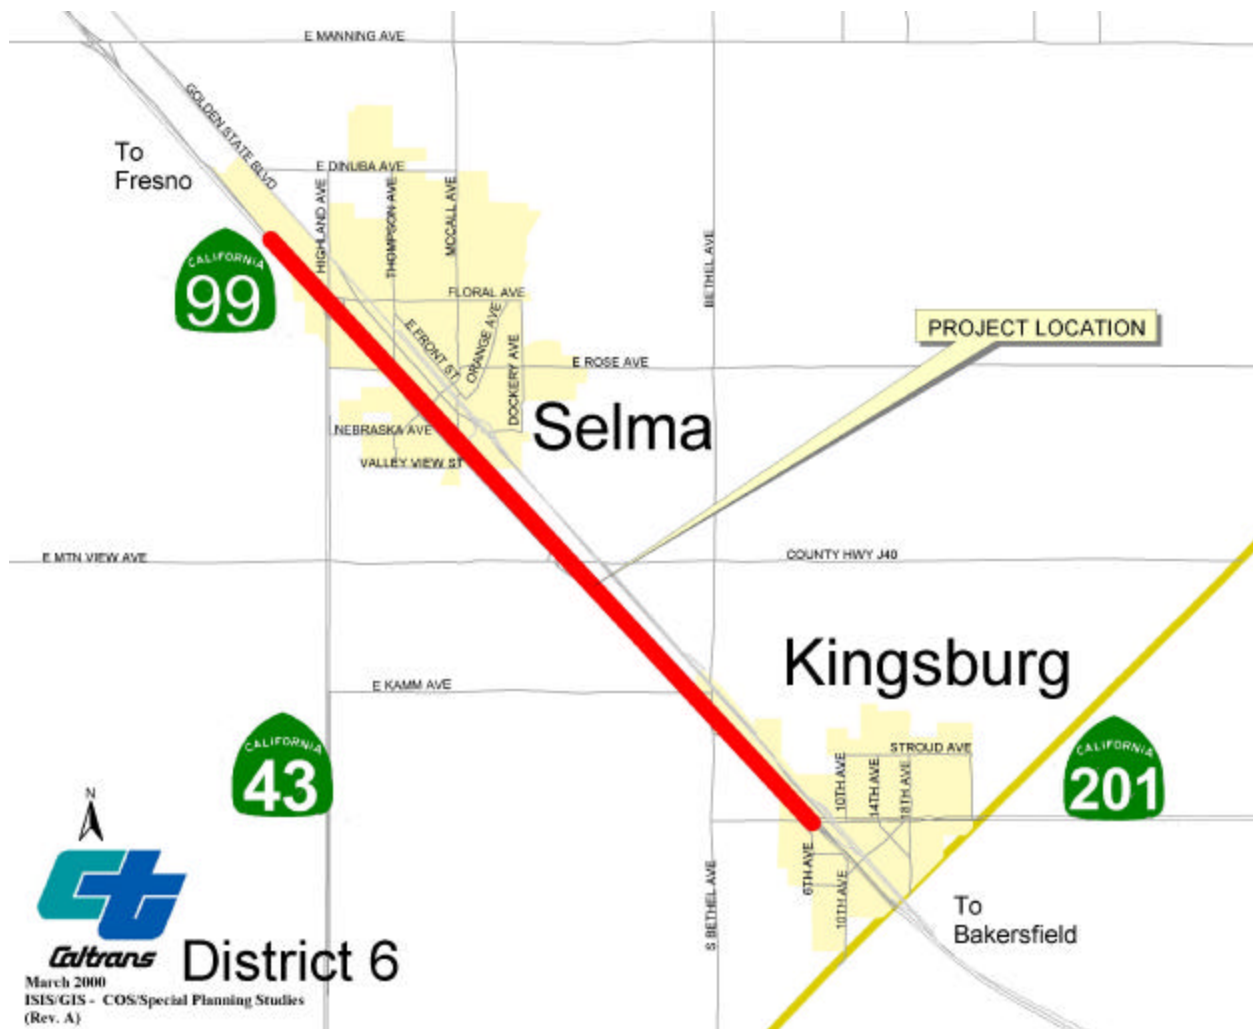 E MANNING AVE
GOLDEN STATE BLVD
To
Fresno
E DINUBA AVE
HIGHLAND AVE
THOMPSON AVE
MCCALL AVE
BETHEL AVE
CALIFORNIA
99
FLORAL AVE
E FRONT ST
ORANGE AVE
DOCKERY AVE
PROJECT LOCATION
E ROSE AVE
Selma
NEBRASKA AVE
VALLEY VIEW ST
E MTN VIEW AVE
COUNTY HWY J40
Kingsburg
E KAMM AVE
CALIFORNIA
43
STROUD AVE
10TH AVE
14TH AVE
18TH AVE
CALIFORNIA
201
N
6TH AVE
10TH AVE
S BETHEL AVE
To
Bakersfield
Caltrans
District 6
March 2000
ISIS/GIS - COS/Special Planning Studies
(Rev. A)